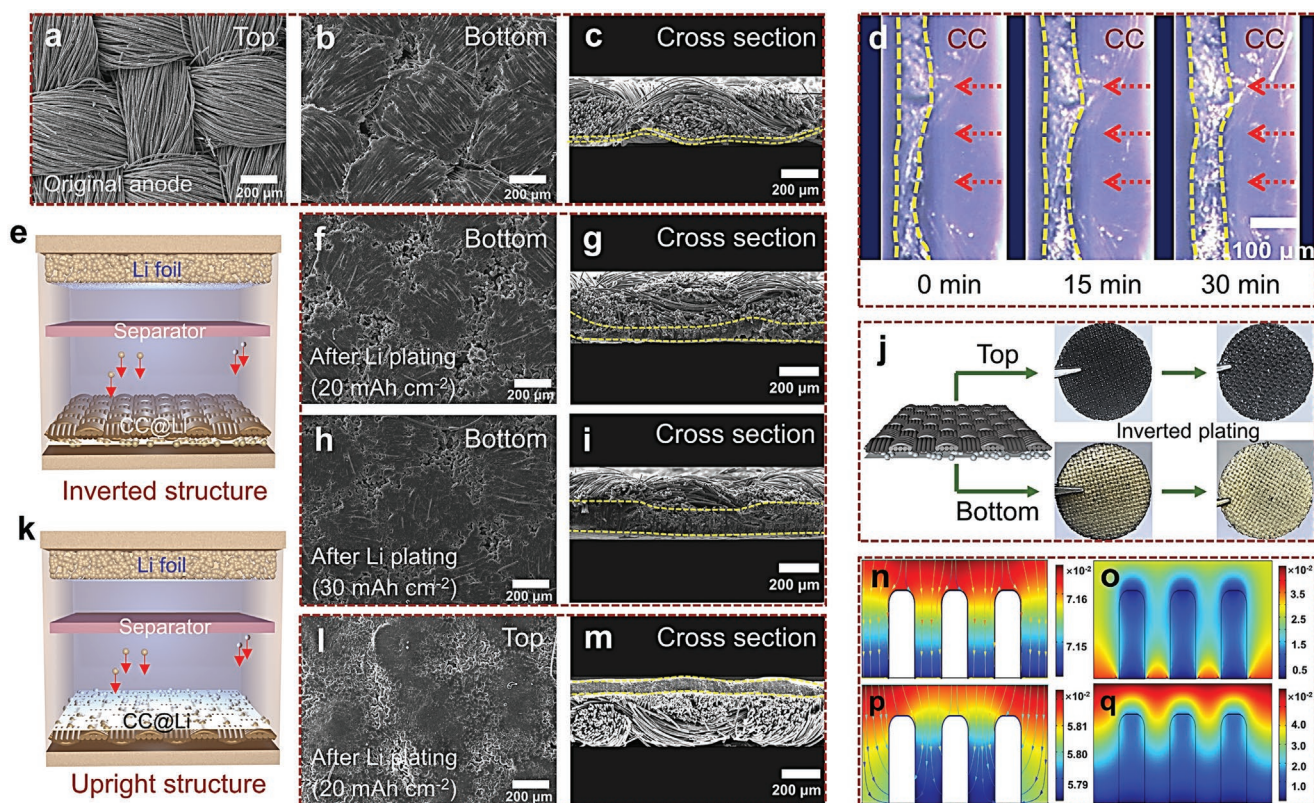 a
Top
Original anode
200 µm
b
Bottom
200 µm
c
Cross section
200 µm
d
CC
CC
CC
100 µm
0 min
15 min
30 min
e
Li foil
Separator
CC@Li
Inverted structure
f
Bottom
After Li plating
(20 mAh cm⁻²)
200 µm
g
Cross section
200 µm
h
Bottom
After Li plating
(30 mAh cm⁻²)
200 µm
i
Cross section
200 µm
j
Top
Inverted plating
Bottom
k
Li foil
Separator
CC@Li
Upright structure
l
Top
After Li plating
(20 mAh cm⁻²)
200 µm
m
Cross section
200 µm
n
×10⁻²
7.16
7.15
o
×10⁻²
3.5
2.5
1.5
0.5
p
×10⁻²
5.81
5.80
5.79
q
×10⁻²
4.0
3.0
2.0
1.0